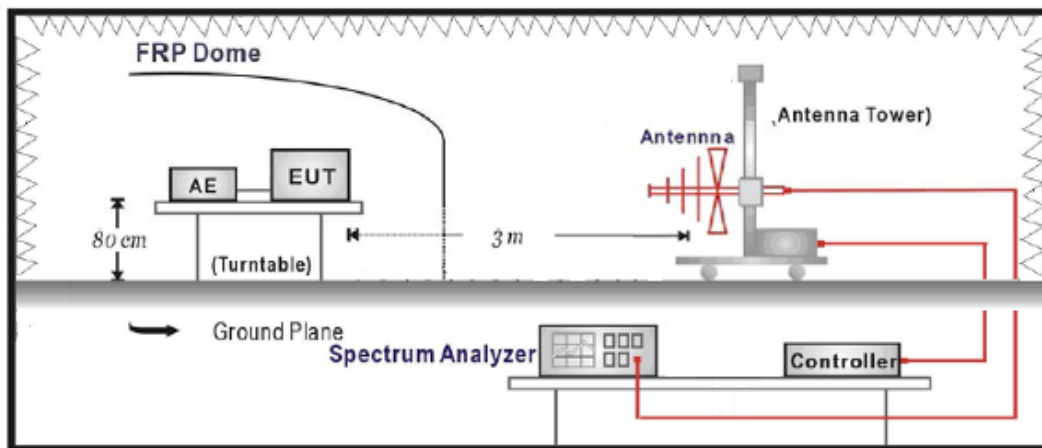 FRP Dome
(Antenna Tower)
Antennna
AE
EUT
80 cm
3 m
(Turntable)
Ground Plane
Spectrum Analyzer
Controller